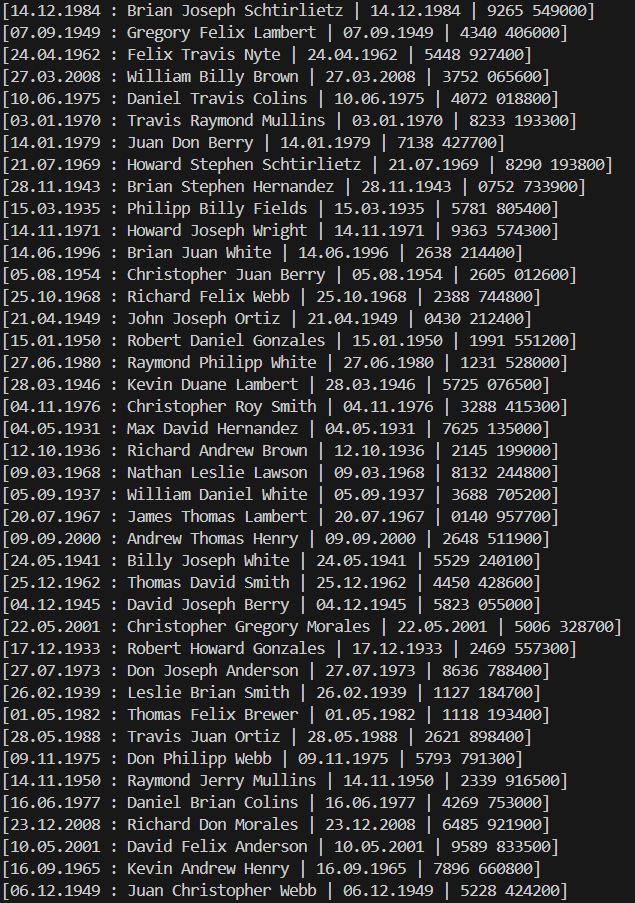 [14.12.1984 : Brian Joseph Schtirlietz | 14.12.1984 | 9265 549000]
[07.09.1949 : Gregory Felix Lambert | 07.09.1949 | 4340 406000]
[24.04.1962 : Felix Travis Nyte | 24.04.1962 | 5448 927400]
[27.03.2008 : William Billy Brown | 27.03.2008 | 3752 065600]
[10.06.1975 : Daniel Travis Colins | 10.06.1975 | 4072 018800]
[03.01.1970 : Travis Raymond Mullins | 03.01.1970 | 8233 193300]
[14.01.1979 : Juan Don Berry | 14.01.1979 | 7138 427700]
[21.07.1969 : Howard Stephen Schtirlietz | 21.07.1969 | 8290 193800]
[28.11.1943 : Brian Stephen Hernandez | 28.11.1943 | 0752 733900]
[15.03.1935 : Philipp Billy Fields | 15.03.1935 | 5781 805400]
[14.11.1971 : Howard Joseph Wright | 14.11.1971 | 9363 574300]
[14.06.1996 : Brian Juan White | 14.06.1996 | 2638 214400]
[05.08.1954 : Christopher Juan Berry | 05.08.1954 | 2605 012600]
[25.10.1968 : Richard Felix Webb | 25.10.1968 | 2388 744800]
[21.04.1949 : John Joseph Ortiz | 21.04.1949 | 0430 212400]
[15.01.1950 : Robert Daniel Gonzales | 15.01.1950 | 1991 551200]
[27.06.1980 : Raymond Philipp White | 27.06.1980 | 1231 528000]
[28.03.1946 : Kevin Duane Lambert | 28.03.1946 | 5725 076500]
[04.11.1976 : Christopher Roy Smith | 04.11.1976 | 3288 415300]
[04.05.1931 : Max David Hernandez | 04.05.1931 | 7625 135000]
[12.10.1936 : Richard Andrew Brown | 12.10.1936 | 2145 199000]
[09.03.1968 : Nathan Leslie Lawson | 09.03.1968 | 8132 244800]
[05.09.1937 : William Daniel White | 05.09.1937 | 3688 705200]
[20.07.1967 : James Thomas Lambert | 20.07.1967 | 0140 957700]
[09.09.2000 : Andrew Thomas Henry | 09.09.2000 | 2648 511900]
[24.05.1941 : Billy Joseph White | 24.05.1941 | 5529 240100]
[25.12.1962 : Thomas David Smith | 25.12.1962 | 4450 428600]
[04.12.1945 : David Joseph Berry | 04.12.1945 | 5823 055000]
[22.05.2001 : Christopher Gregory Morales | 22.05.2001 | 5006 328700]
[17.12.1933 : Robert Howard Gonzales | 17.12.1933 | 2469 557300]
[27.07.1973 : Don Joseph Anderson | 27.07.1973 | 8636 788400]
[26.02.1939 : Leslie Brian Smith | 26.02.1939 | 1127 184700]
[01.05.1982 : Thomas Felix Brewer | 01.05.1982 | 1118 193400]
[28.05.1988 : Travis Juan Ortiz | 28.05.1988 | 2621 898400]
[09.11.1975 : Don Philipp Webb | 09.11.1975 | 5793 791300]
[14.11.1950 : Raymond Jerry Mullins | 14.11.1950 | 2339 916500]
[16.06.1977 : Daniel Brian Colins | 16.06.1977 | 4269 753000]
[23.12.2008 : Richard Don Morales | 23.12.2008 | 6485 921900]
[10.05.2001 : David Felix Anderson | 10.05.2001 | 9589 833500]
[16.09.1965 : Kevin Andrew Henry | 16.09.1965 | 7896 660800]
[06.12.1949 : Juan Christopher Webb | 06.12.1949 | 5228 424200]